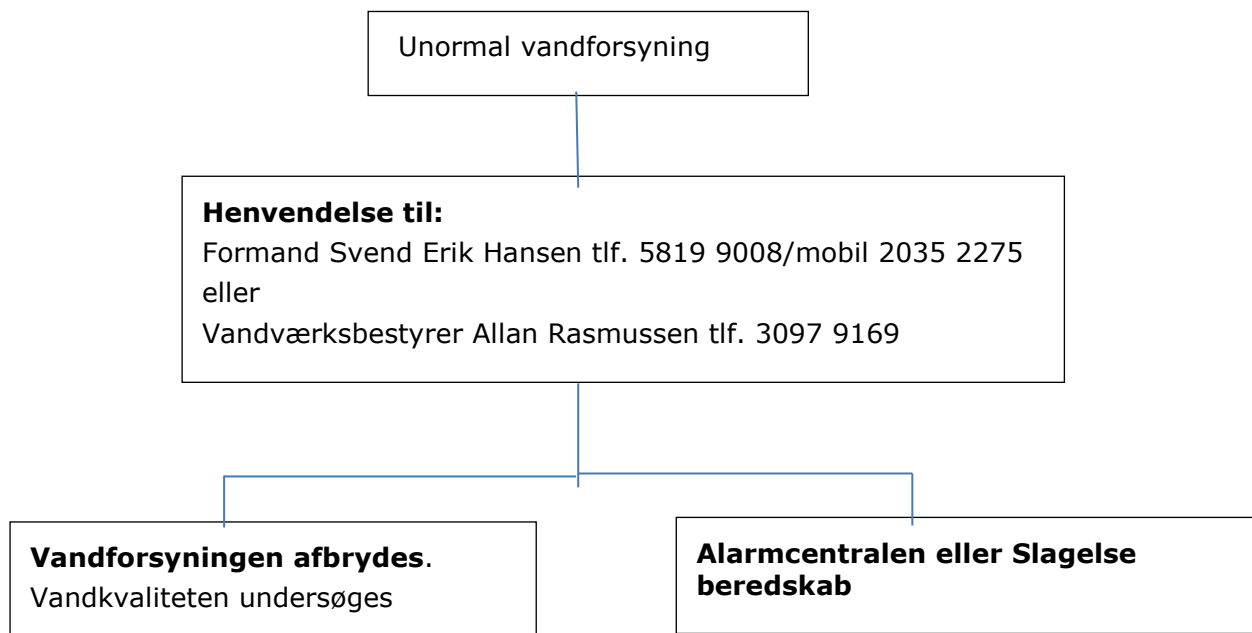 Unormal vandforsyning
Henvendelse til:
Formand Svend Erik Hansen tlf. 5819 9008/mobil 2035 2275
eller
Vandværksbestyrer Allan Rasmussen tlf. 3097 9169
Vandforsyningen afbrydes.
Vandkvaliteten undersøges
Alarmcentralen eller Slagelse
beredskab